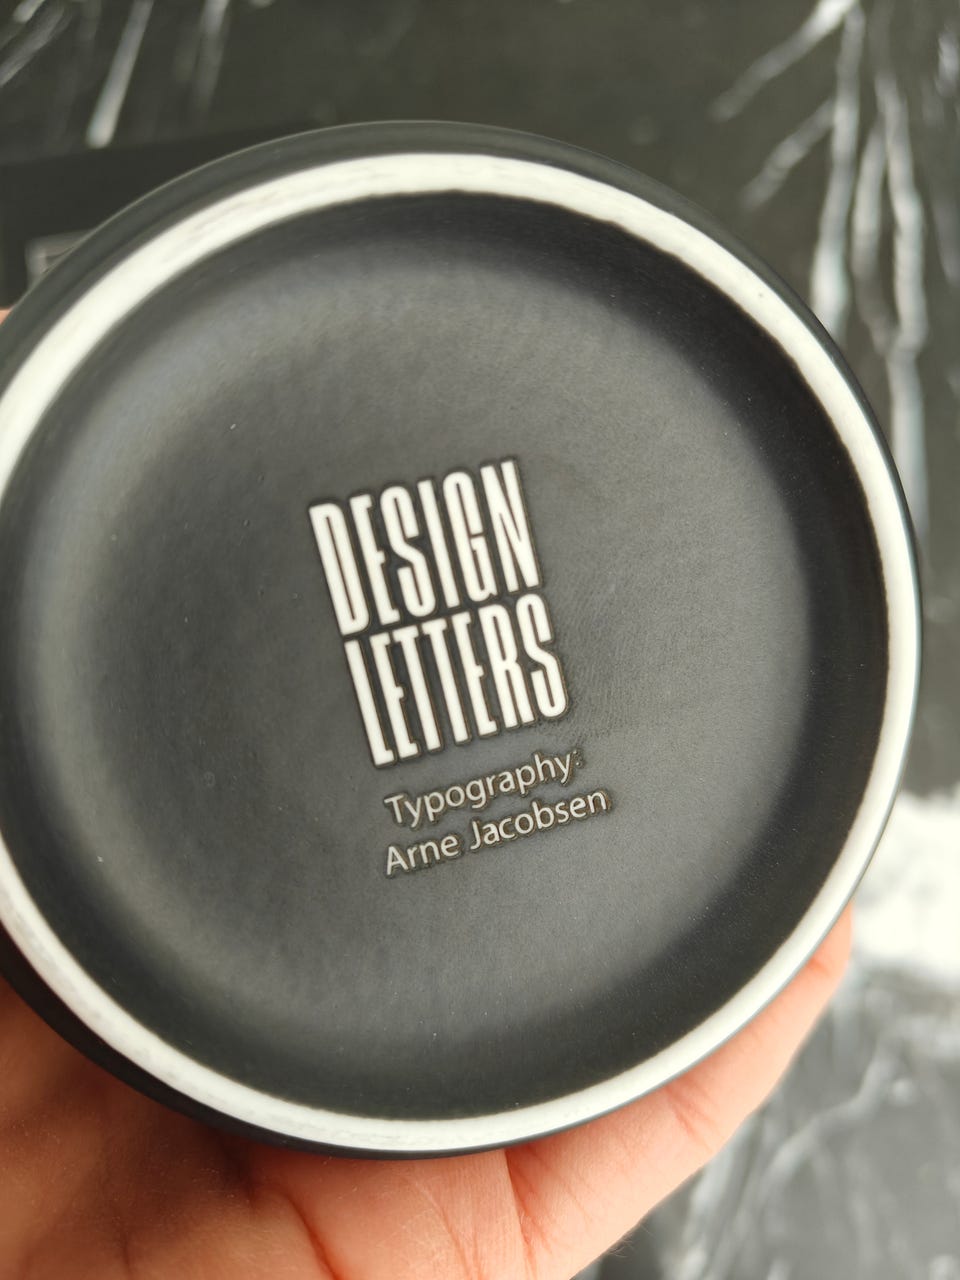 DESIGN
LETTERS
Typography:
Arne Jacobsen